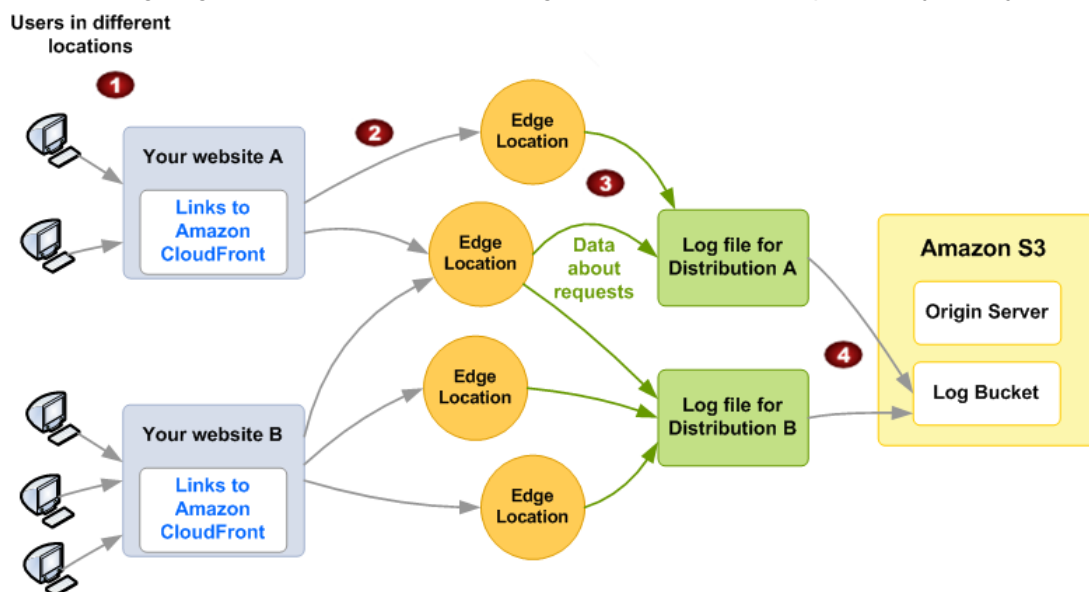 Users in different
locations
1
2
3
4
Your website A
Links to
Amazon
CloudFront
Your website B
Links to
Amazon
CloudFront
Edge
Location
Edge
Location
Edge
Location
Edge
Location
Data
about
requests
Log file for
Distribution A
Log file for
Distribution B
Amazon S3
Origin Server
Log Bucket